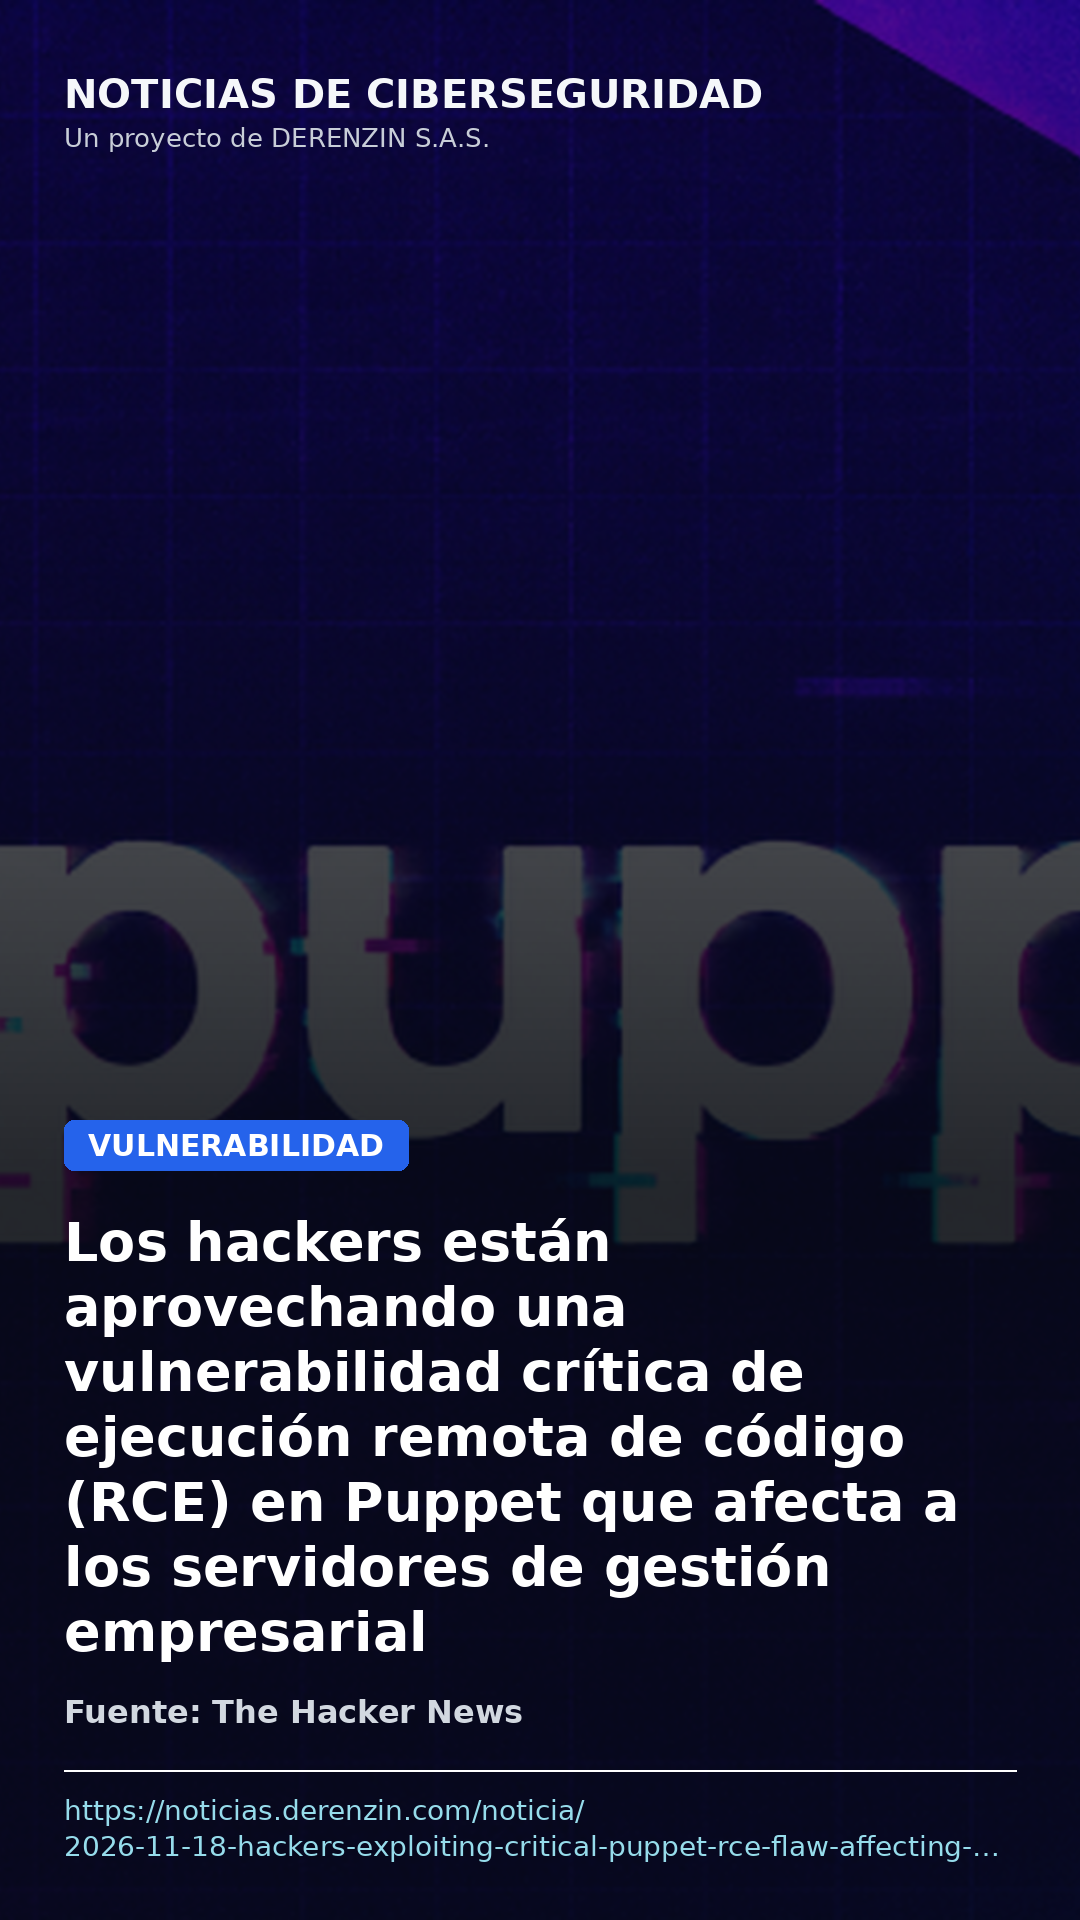 NOTICIAS DE CIBERSEGURIDAD
Un proyecto de DERENZIN S.A.S.
pupp
VULNERABILIDAD
Los hackers están
aprovechando una
vulnerabilidad crítica de
ejecución remota de código
(RCE) en Puppet que afecta a
los servidores de gestión
empresarial
Fuente: The Hacker News
https://noticias.derenzin.com/noticia/
2026-11-18-hackers-exploiting-critical-puppet-rce-flaw-affecting-…